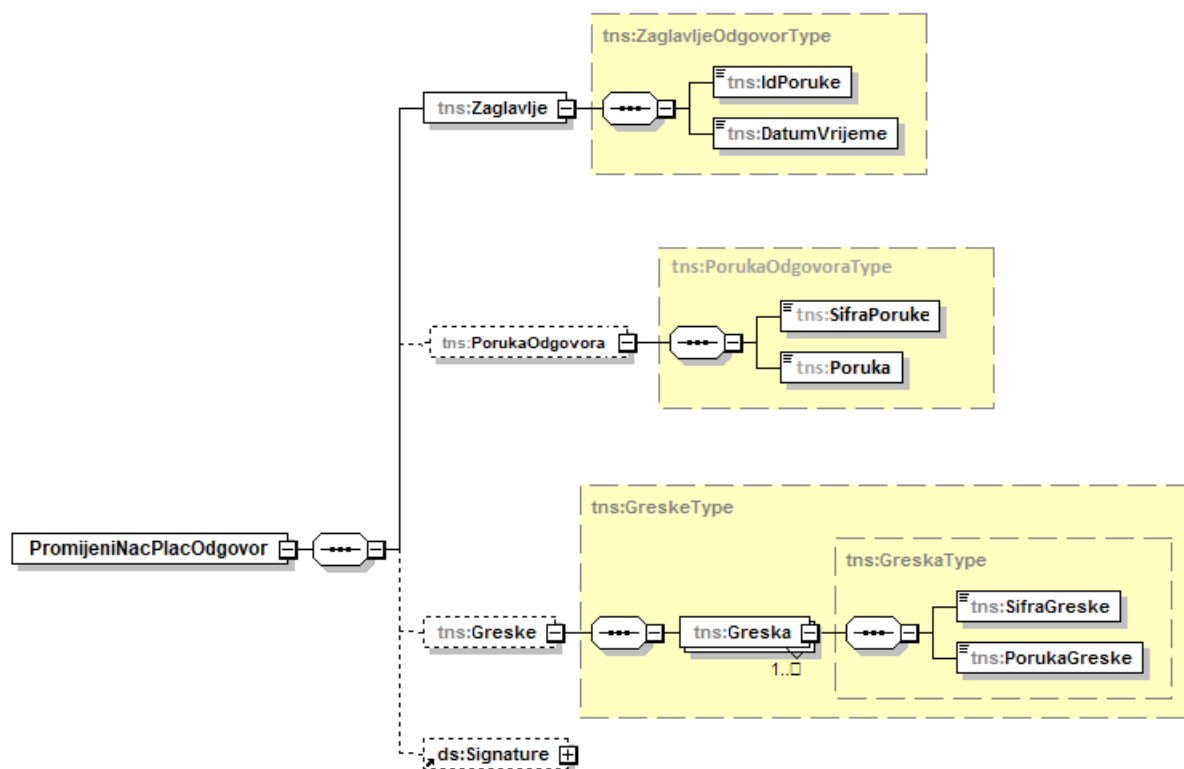 tns:ZaglavljeOdgovorType
tns:IdPoruke
tns:Zaglavlje
tns:DatumVrijeme
tns:PorukaOdgovoraType
tns:SifraPoruke
tns:PorukaOdgovora
tns:Poruka
tns:GreskeType
PromijeniNacPlacOdgovor
tns:GreskaType
tns:SifraGreske
tns:Greske
tns:Greska
tns:PorukaGreske
1..□
ds:Signature